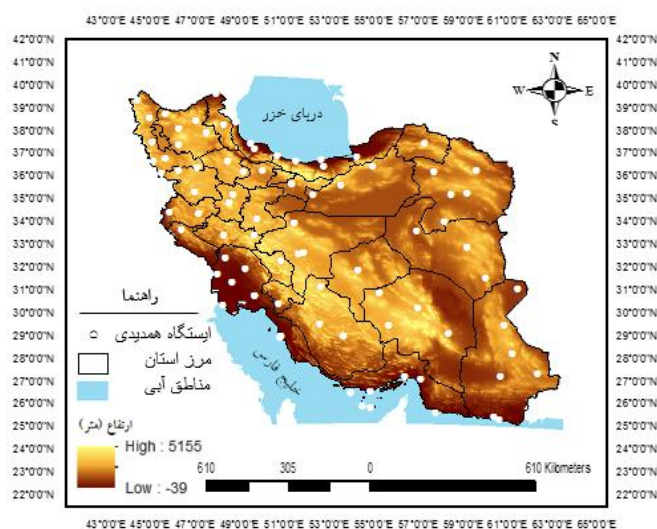 43°0'0"E 45°0'0"E 47°0'0"E 49°0'0"E 51°0'0"E 53°0'0"E 55°0'0"E 57°0'0"E 59°0'0"E 61°0'0"E 63°0'0"E 65°0'0"E
42°0'0"N 42°0'0"N
41°0'0"N 41°0'0"N
40°0'0"N 40°0'0"N
39°0'0"N 39°0'0"N
38°0'0"N 38°0'0"N
37°0'0"N 37°0'0"N
36°0'0"N 36°0'0"N
35°0'0"N 35°0'0"N
34°0'0"N 34°0'0"N
33°0'0"N 33°0'0"N
32°0'0"N 32°0'0"N
31°0'0"N 31°0'0"N
30°0'0"N 30°0'0"N
29°0'0"N 29°0'0"N
28°0'0"N 28°0'0"N
27°0'0"N 27°0'0"N
26°0'0"N 26°0'0"N
25°0'0"N 25°0'0"N
24°0'0"N 24°0'0"N
23°0'0"N 23°0'0"N
22°0'0"N 22°0'0"N
N
W E
S
دریای خزر
خلیج فارس
راهنما
ایستگاه همدیدی
مرز استان
مناطق آبی
ارتفاع (متر)
High : 5155
Low : -39
610 305 0 610 Kilometers
43°0'0"E 45°0'0"E 47°0'0"E 49°0'0"E 51°0'0"E 53°0'0"E 55°0'0"E 57°0'0"E 59°0'0"E 61°0'0"E 63°0'0"E 65°0'0"E